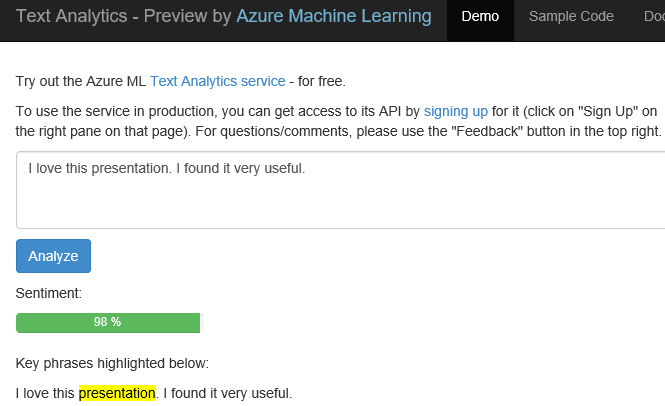 Text Analytics - Preview by Azure Machine Learning Demo Sample Code
Try out the Azure ML Text Analytics service - for free.
To use the service in production, you can get access to its API by signing up for it (click on "Sign Up" on
the right pane on that page). For questions/comments, please use the "Feedback" button in the top right.
I love this presentation. I found it very useful.
Analyze
Sentiment:
98 %
Key phrases highlighted below:
I love this presentation. I found it very useful.